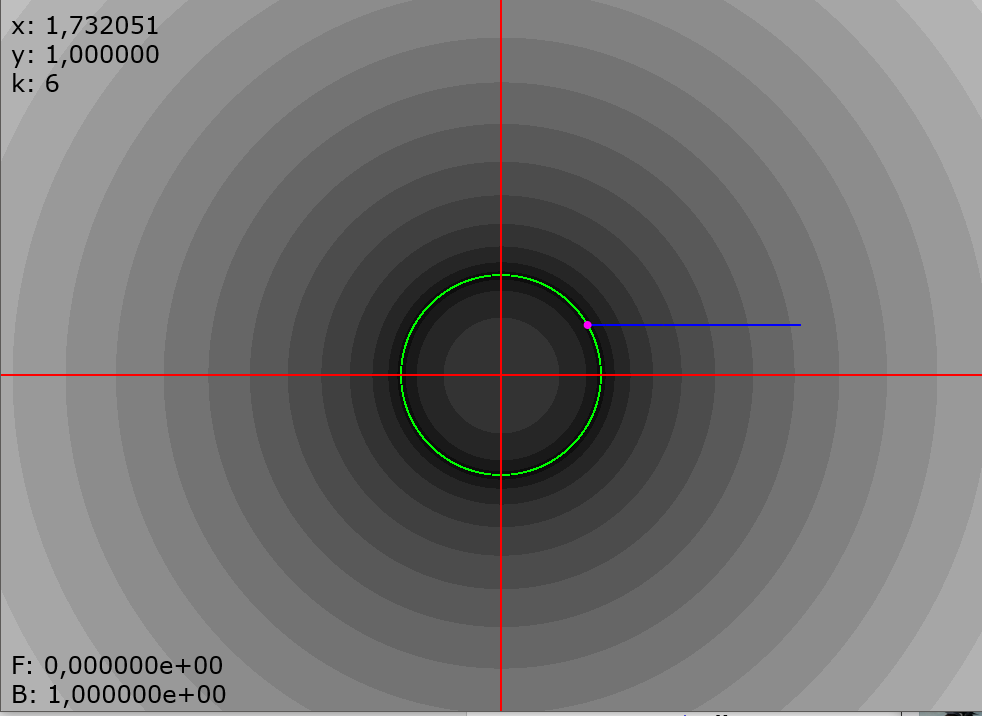 x: 1,732051
y: 1,000000
k: 6
F: 0,000000e+00
B: 1,000000e+00